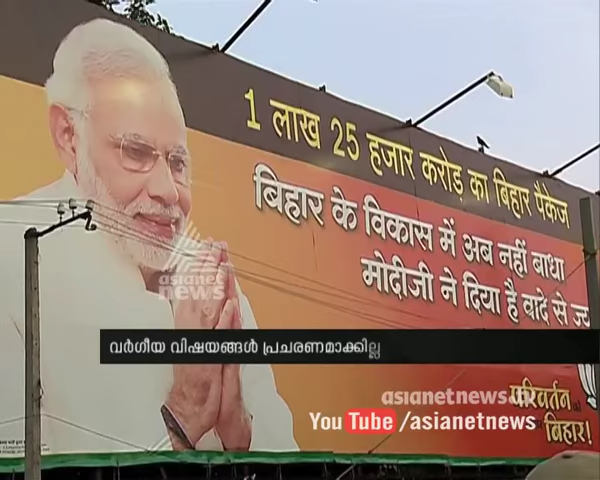 1 लाख 25 हजार करोड़ का बिहार पैकेज
बिहार के विकास में अब नहीं बाधा
मोदीजी ने दिया है वादे से ज्य
asianet
news
വർഗീയ വിഷയങ്ങൾ പ്രചരണമാക്കില്ല
asianetnews.tv
You Tube /asianetnews
परिवर्तन
बिहार!